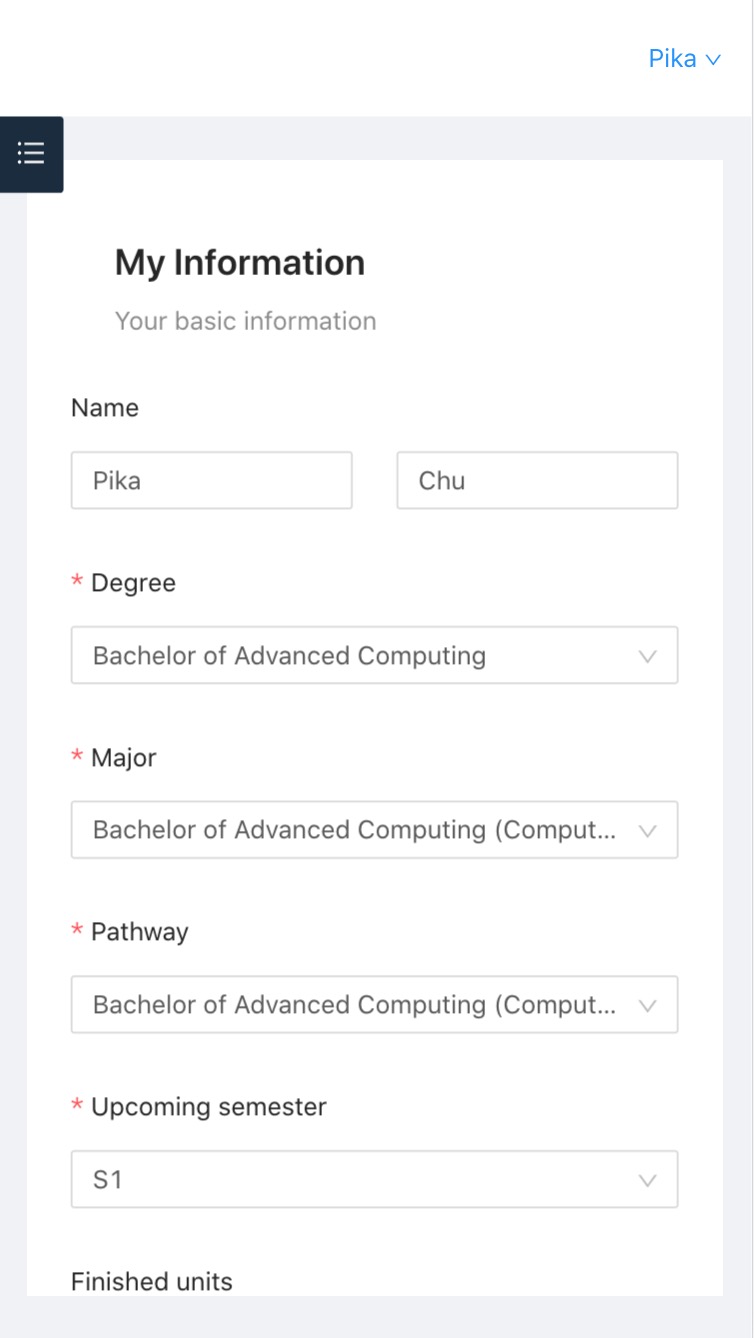 Pika
My Information
Your basic information
Name
Pika Chu
* Degree
Bachelor of Advanced Computing
* Major
Bachelor of Advanced Computing (Comput...
* Pathway
Bachelor of Advanced Computing (Comput...
* Upcoming semester
S1
Finished units